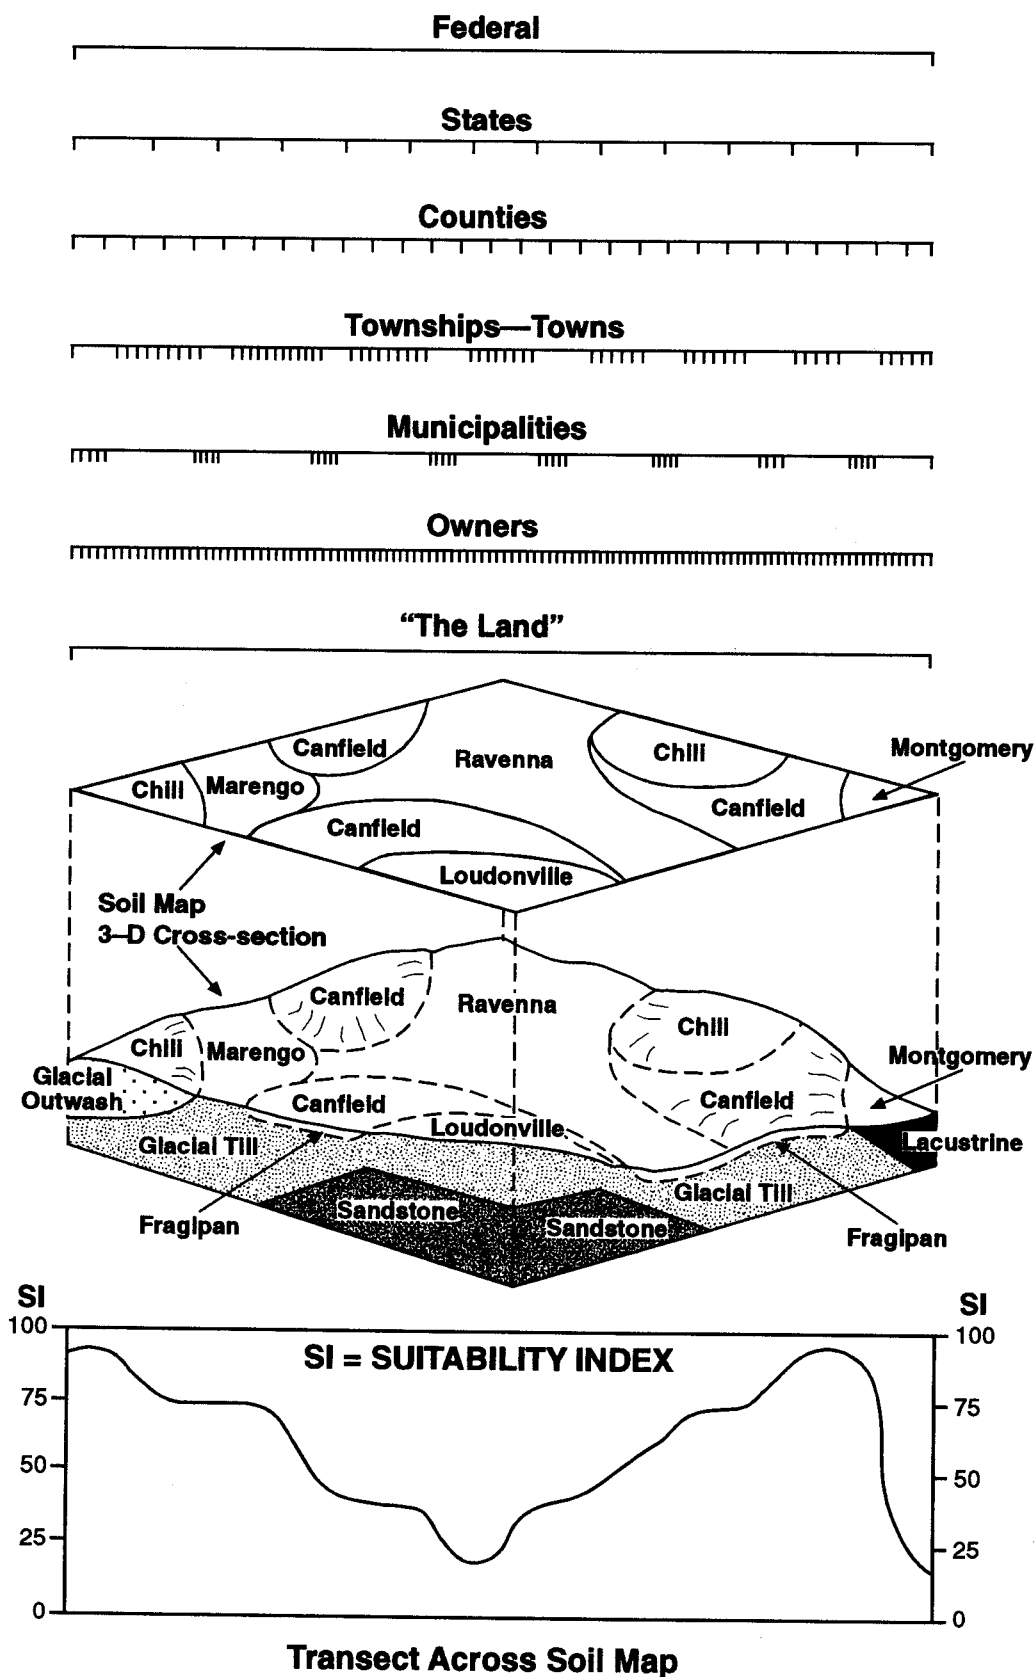 Federal
States
Counties
Townships—Towns
Municipalities
Owners
“The Land”
Canfield
Ravenna
Chili
Montgomery
Chili
Marengo
Canfield
Canfield
Loudonville
Soil Map
3–D Cross-section
Canfield
Ravenna
Chili
Chili
Marengo
Montgomery
Glacial
Outwash
Canfield
Canfield
Loudonville
Lacustrine
Glacial Till
Glacial Till
Sandstone
Sandstone
Fragipan
Fragipan
SI
SI
100
100
SI = SUITABILITY INDEX
75
75
50
50
25
25
0
0
Transect Across Soil Map